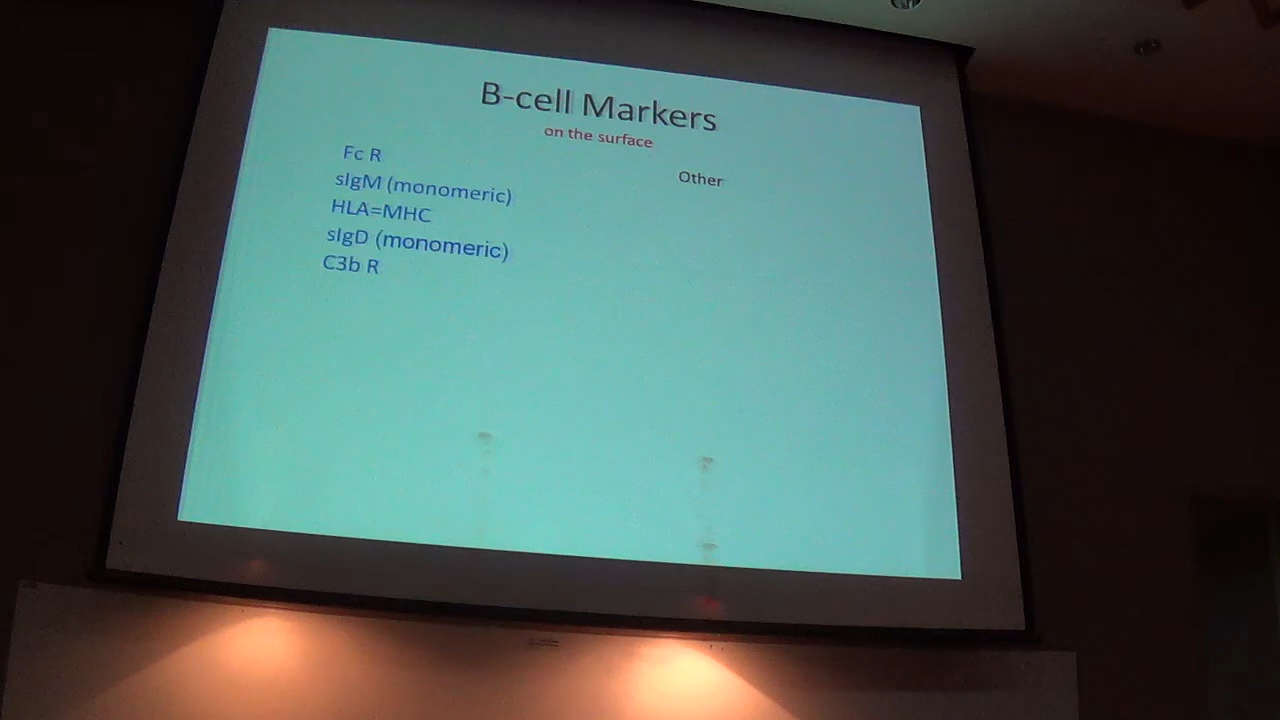 B-cell Markers
on the surface
Fc R
sIgM (monomeric)
HLA=MHC
sIgD (monomeric)
C3b R
Other